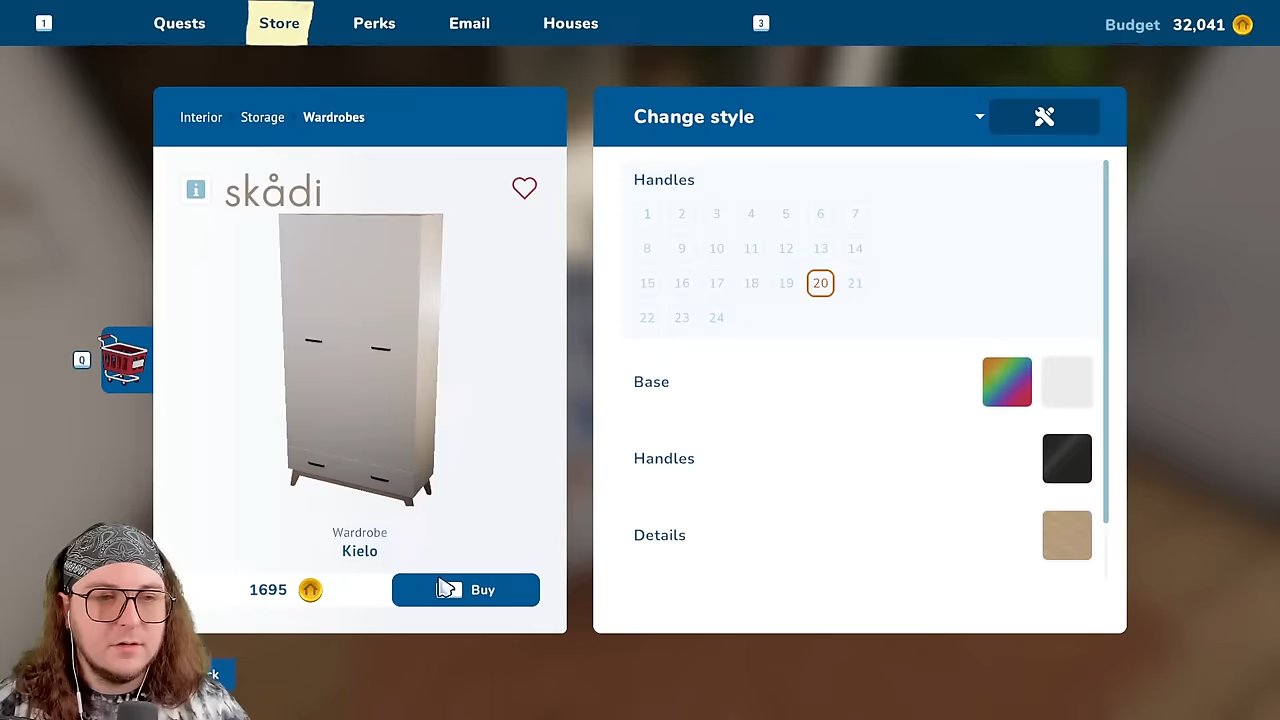 1 Quests Store Perks Email Houses 3 Budget 32,041
Interior Storage Wardrobes
skådi
Wardrobe
Kielo
1695 Buy
Q
Change style
Handles
1 2 3 4 5 6 7
8 9 10 11 12 13 14
15 16 17 18 19 20 21
22 23 24
Base
Handles
Details